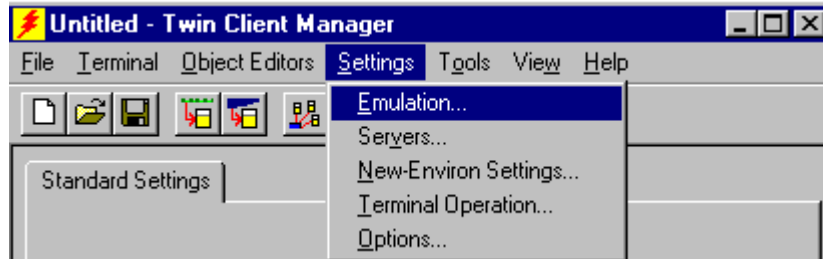 Untitled - Twin Client Manager
File Terminal Object Editors Settings Tools View Help
Emulation...
Servers...
Standard Settings
New-Environ Settings...
Terminal Operation...
Options...